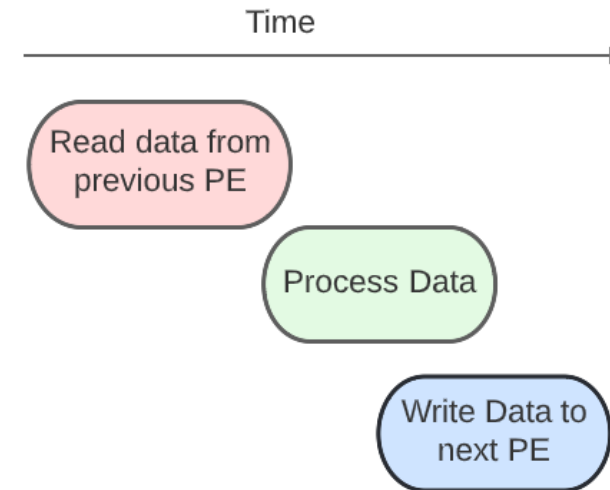 Time
Read data from
previous PE
Process Data
Write Data to
next PE